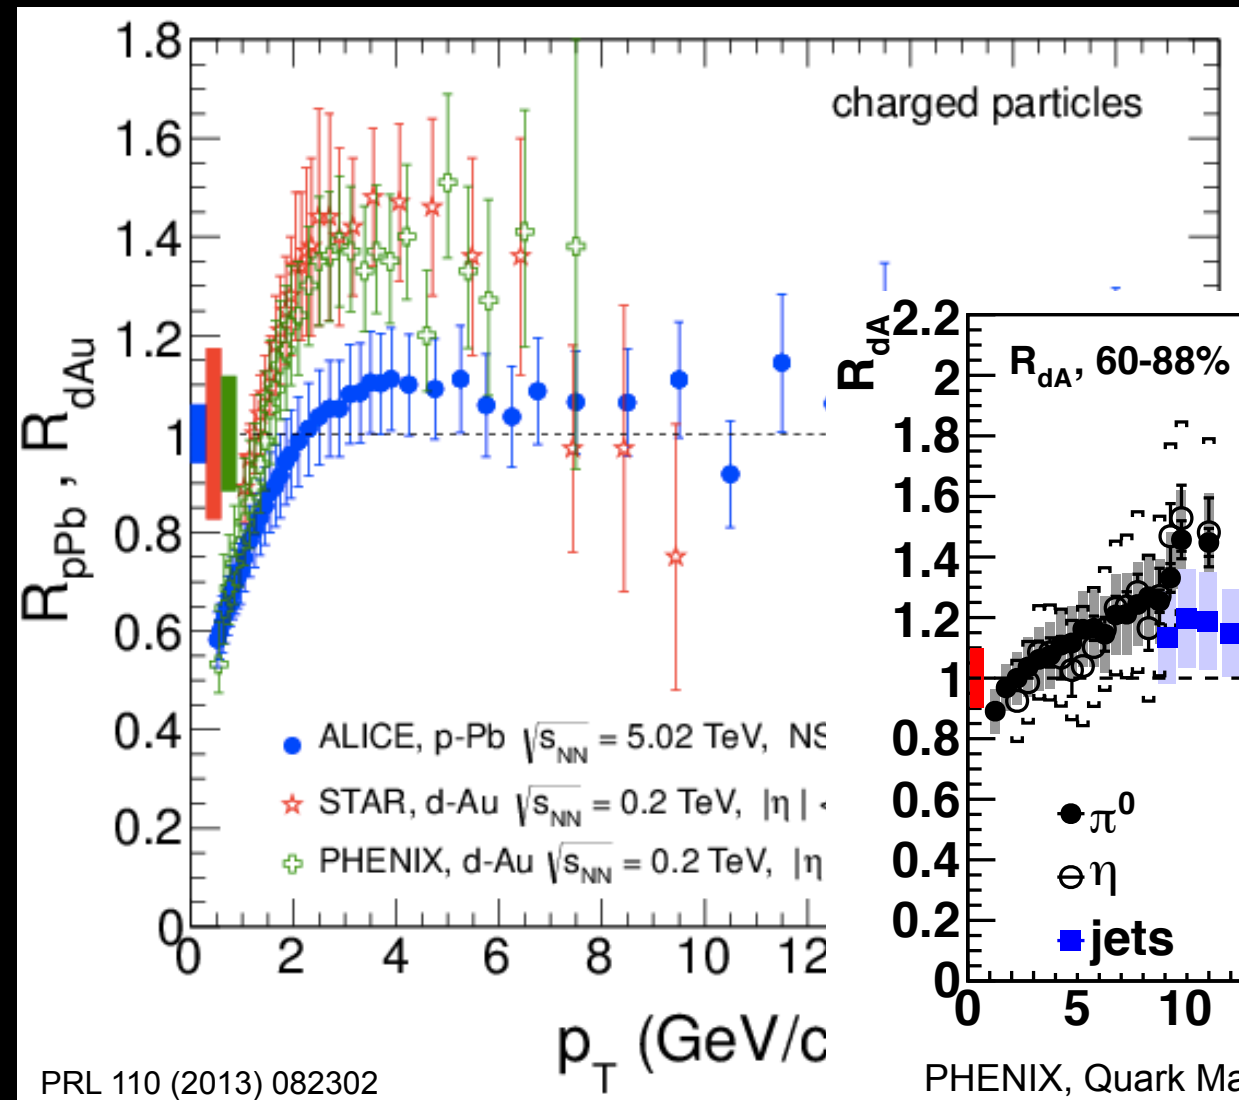 1.8
1.6
1.4
1.2
1
0.8
0.6
0.4
0.2
0
R_pPb , R_dAu
charged particles
ALICE, p-Pb √s_NN = 5.02 TeV, NS
STAR, d-Au √s_NN = 0.2 TeV, |η| <
PHENIX, d-Au √s_NN = 0.2 TeV, |η
0 2 4 6 8 10 12
p_T (GeV/c
PRL 110 (2013) 082302
R_dA
2.2
2
1.8
1.6
1.4
1.2
1
0.8
0.6
0.4
0.2
0
R_dA, 60-88%
π⁰
η
jets
0 5 10
PHENIX, Quark Ma